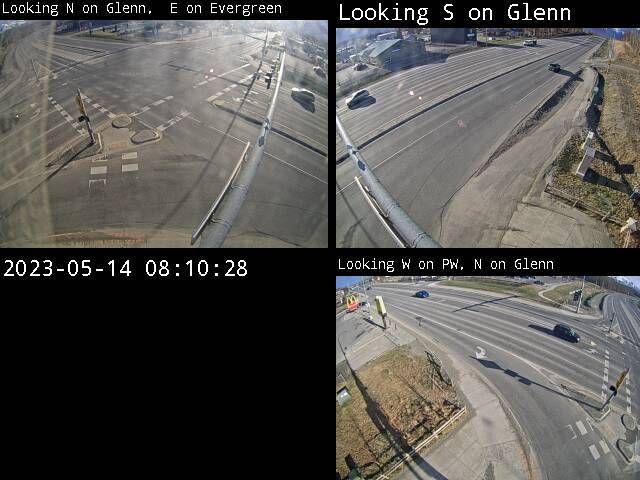 Looking N on Glenn,  E on Evergreen
Looking S on Glenn
2023-05-14 08:10:28
Looking W on PW, N on Glenn